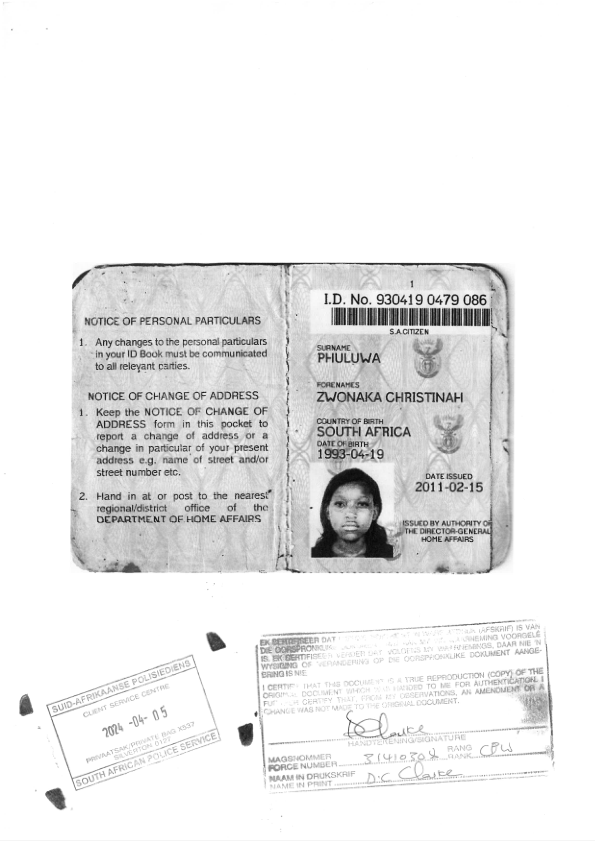 NOTICE OF PERSONAL PARTICULARS
1. Any changes to the personal particulars
in your ID Book must be communicated
to all relevant parties.
NOTICE OF CHANGE OF ADDRESS
1. Keep the NOTICE OF CHANGE OF
ADDRESS form in this pocket to
report a change of address or a
change in particular of your present
address e.g. name of street and/or
street number etc.
2. Hand in at or post to the nearest
regional/district office of the
DEPARTMENT OF HOME AFFAIRS
1
I.D. No. 930419 0479 086
S.A.CITIZEN
SURNAME
PHULUWA
FORENAMES
ZWONAKA CHRISTINAH
COUNTRY OF BIRTH
SOUTH AFRICA
DATE OF BIRTH
1993-04-19
DATE ISSUED
2011-02-15
ISSUED BY AUTHORITY OF
THE DIRECTOR-GENERAL
HOME AFFAIRS
SUID-AFRIKAANSE POLISIEDIENS
CLIENT SERVICE CENTRE
2024 -04- 05
PRIVAATSAK/PRIVATE BAG X537
SILVERTON 0127
SOUTH AFRICAN POLICE SERVICE
EK SERTIFISEER DAT (AFSKRIF) IS VAN
DIE OORSPRONKLIKE VOORGELÊ
IS. EK SERTIFISEER VERDER DAT, VOLGENS MY WAARNEMINGS, DAAR NIE 'N
WYSIGING OF VERANDERING OP DIE OORSPRONKLIKE DOKUMENT AANGE-
BRING IS NIE.
I CERTIFY THAT THIS DOCUMENT IS A TRUE REPRODUCTION (COPY) OF THE
ORIGINAL DOCUMENT WHICH WAS HANDED TO ME FOR AUTHENTICATION. I
FURTHER CERTIFY THAT, FROM MY OBSERVATIONS, AN AMENDMENT OR A
CHANGE WAS NOT MADE TO THE ORIGINAL DOCUMENT.
HANDTEKENING/SIGNATURE
MAGSNOMMER
FORCE NUMBER RANG
RANK
NAAM IN DRUKSKRIF
NAME IN PRINT D.C Clarke